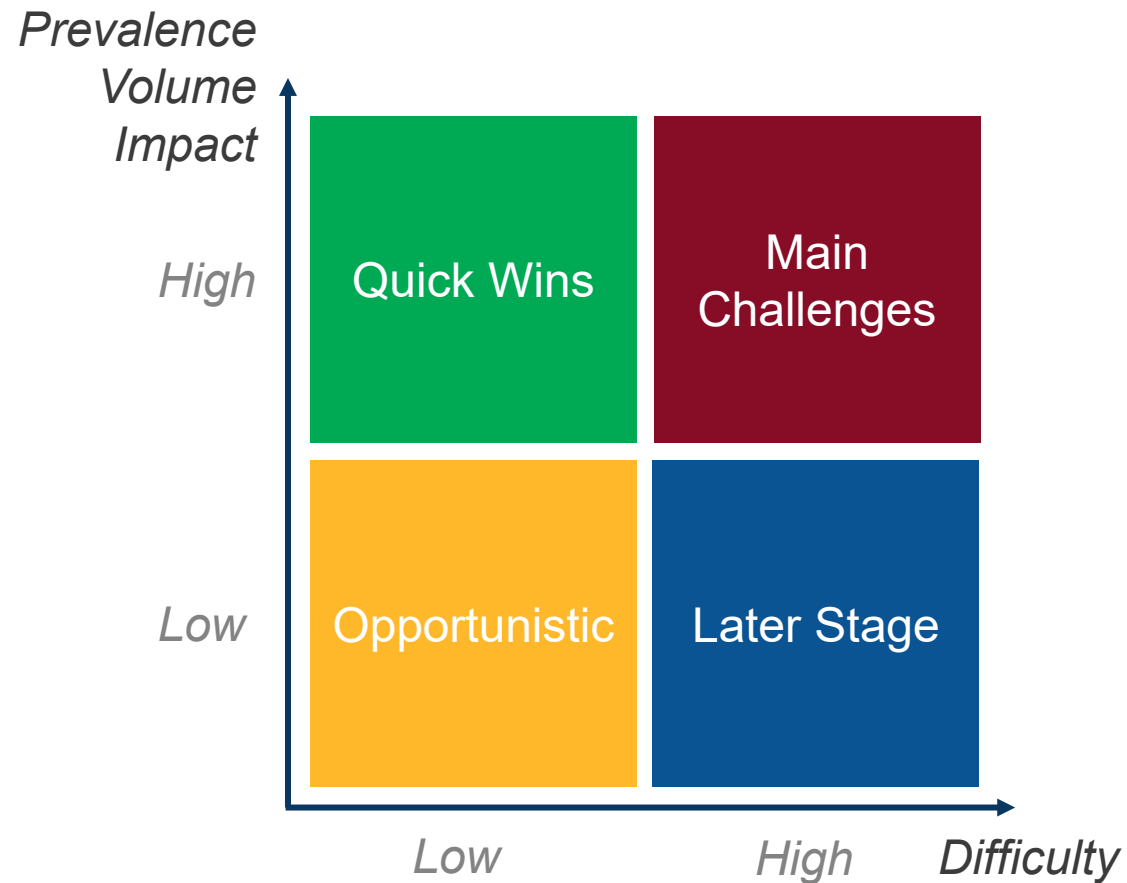 Prevalence
Volume
Impact
High
Quick Wins
Main
Challenges
Low
Opportunistic
Later Stage
Low
High
Difficulty